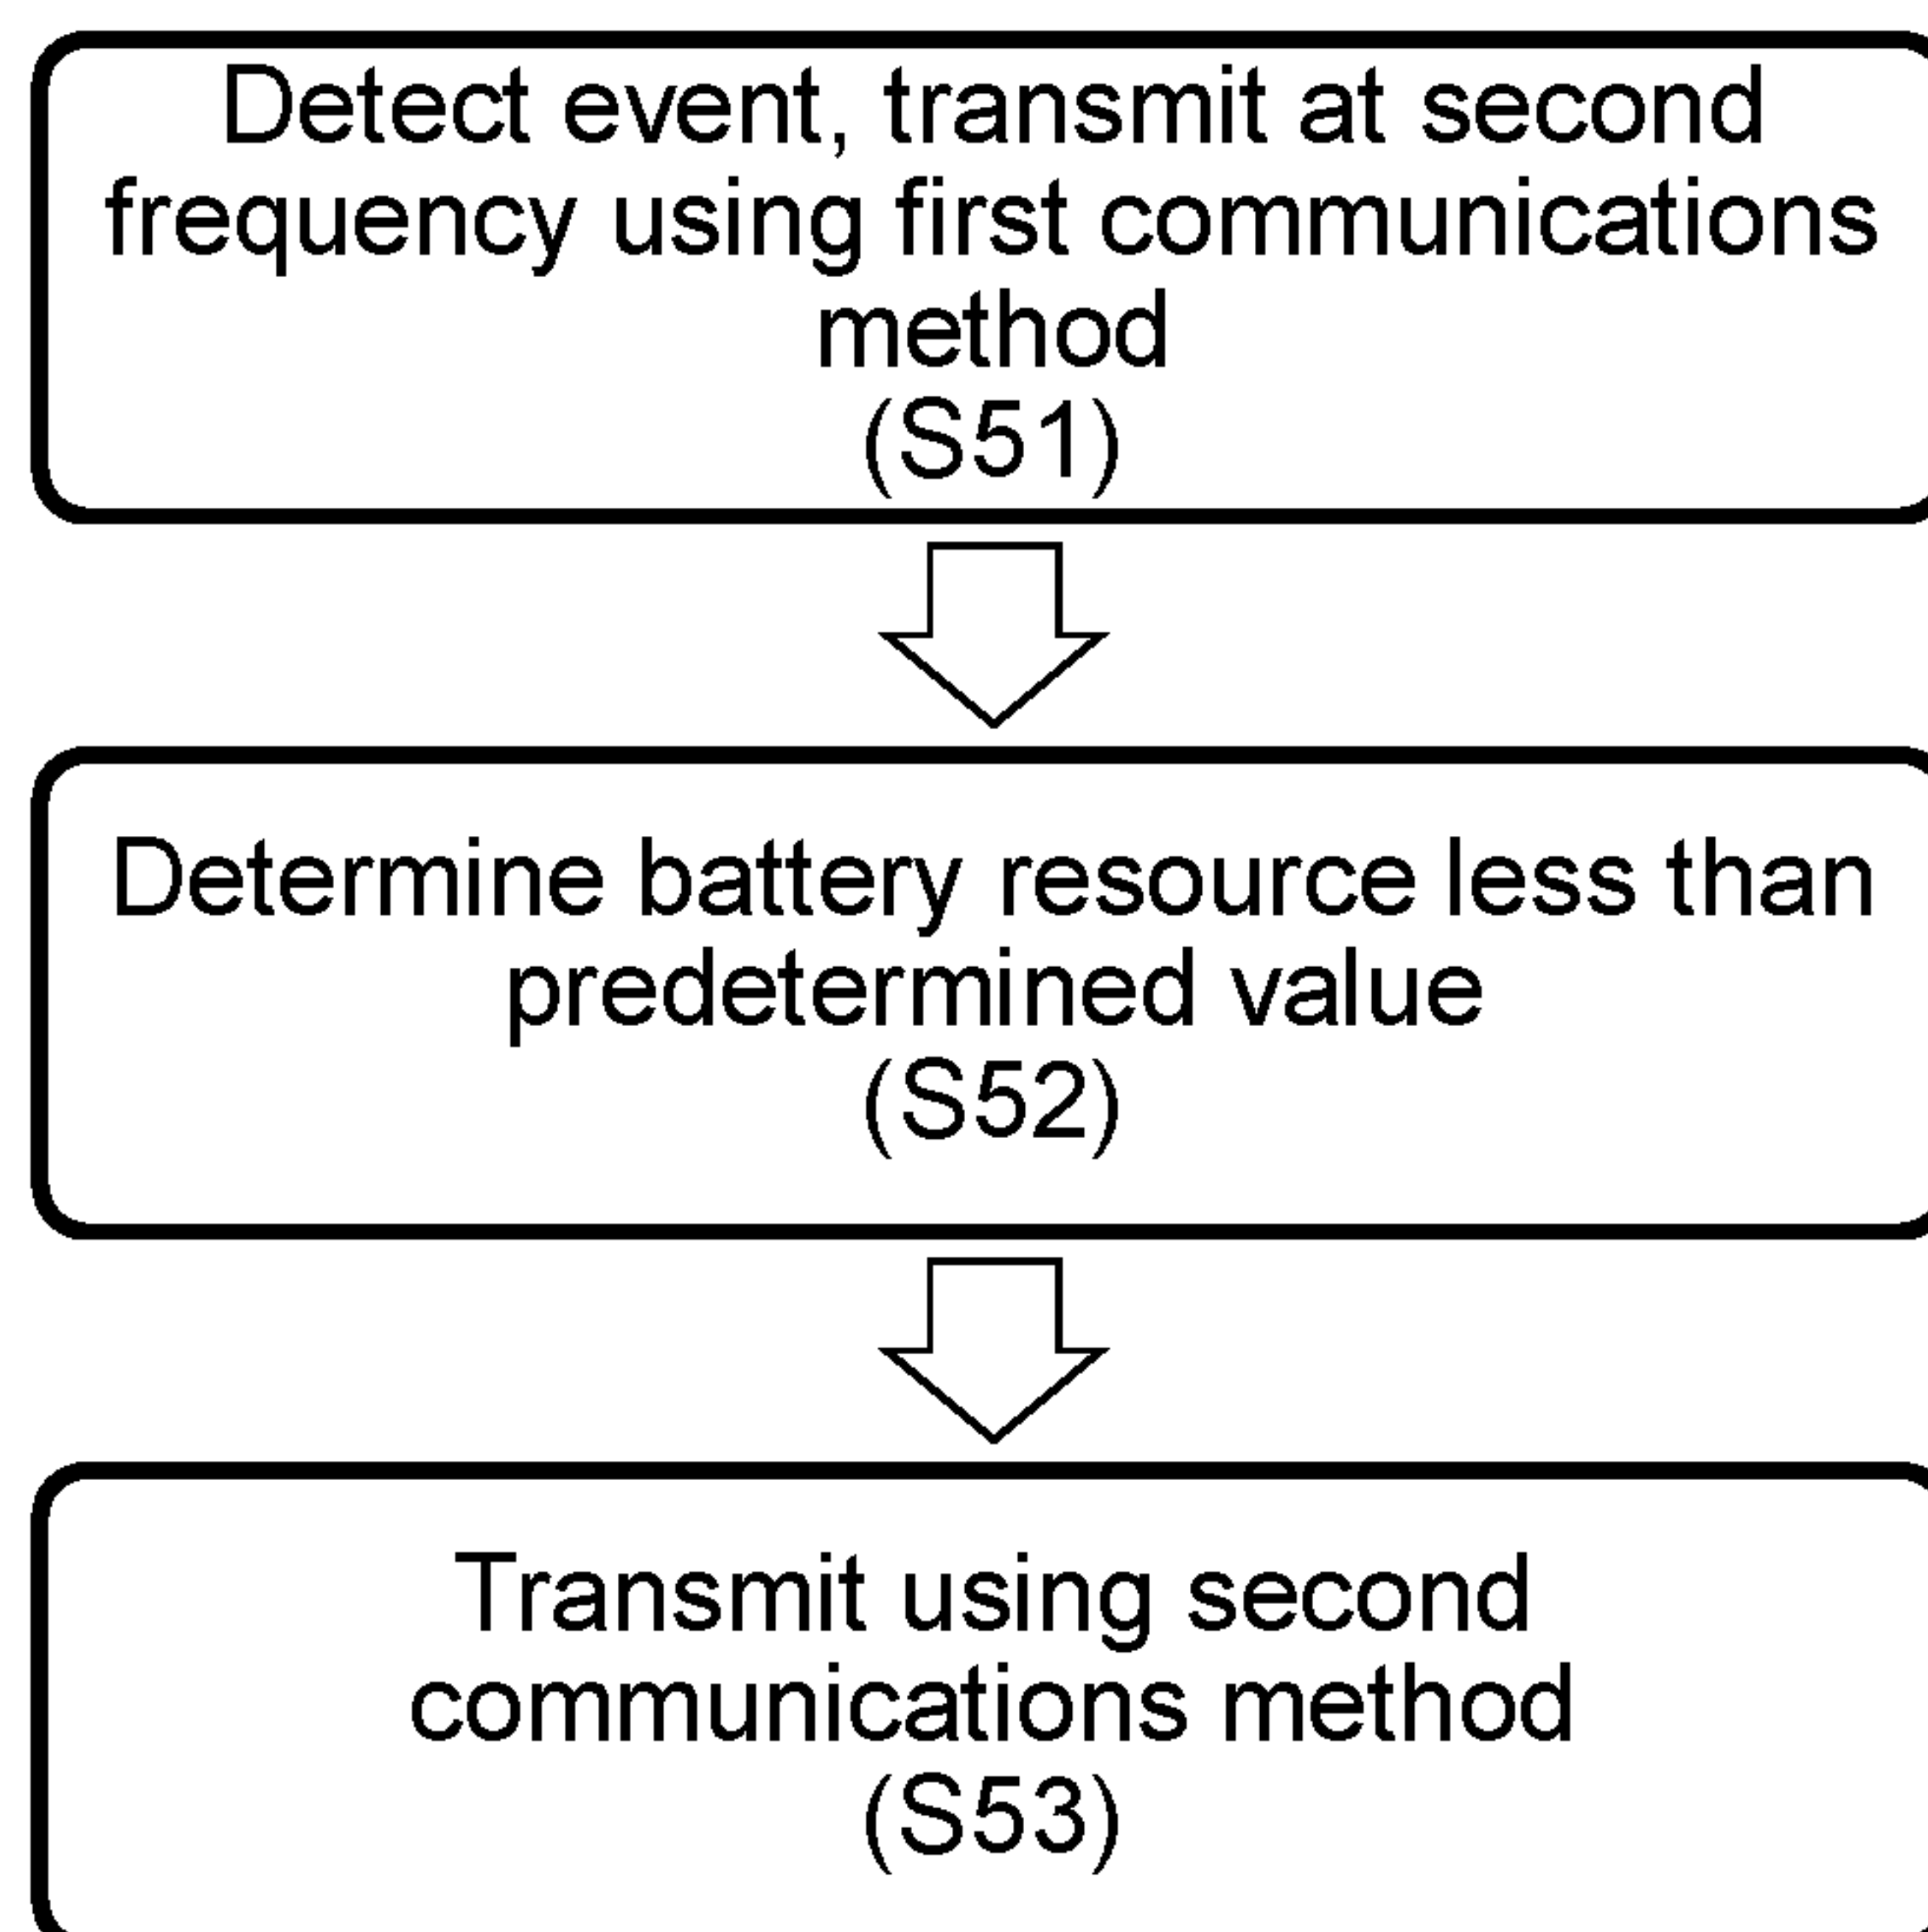 Detect event, transmit at second
frequency using first communications
method
(S51)
Determine battery resource less than
predetermined value
(S52)
Transmit using second
communications method
(S53)